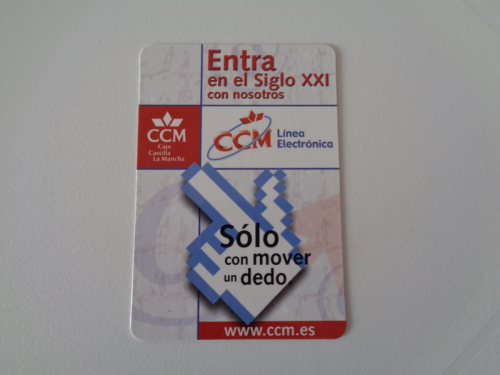 Entra
en el Siglo XXI
con nosotros
CCM
Caja
Castilla
La Mancha
CCM
Línea
Electrónica
Sólo
con mover
un dedo.
www.ccm.es